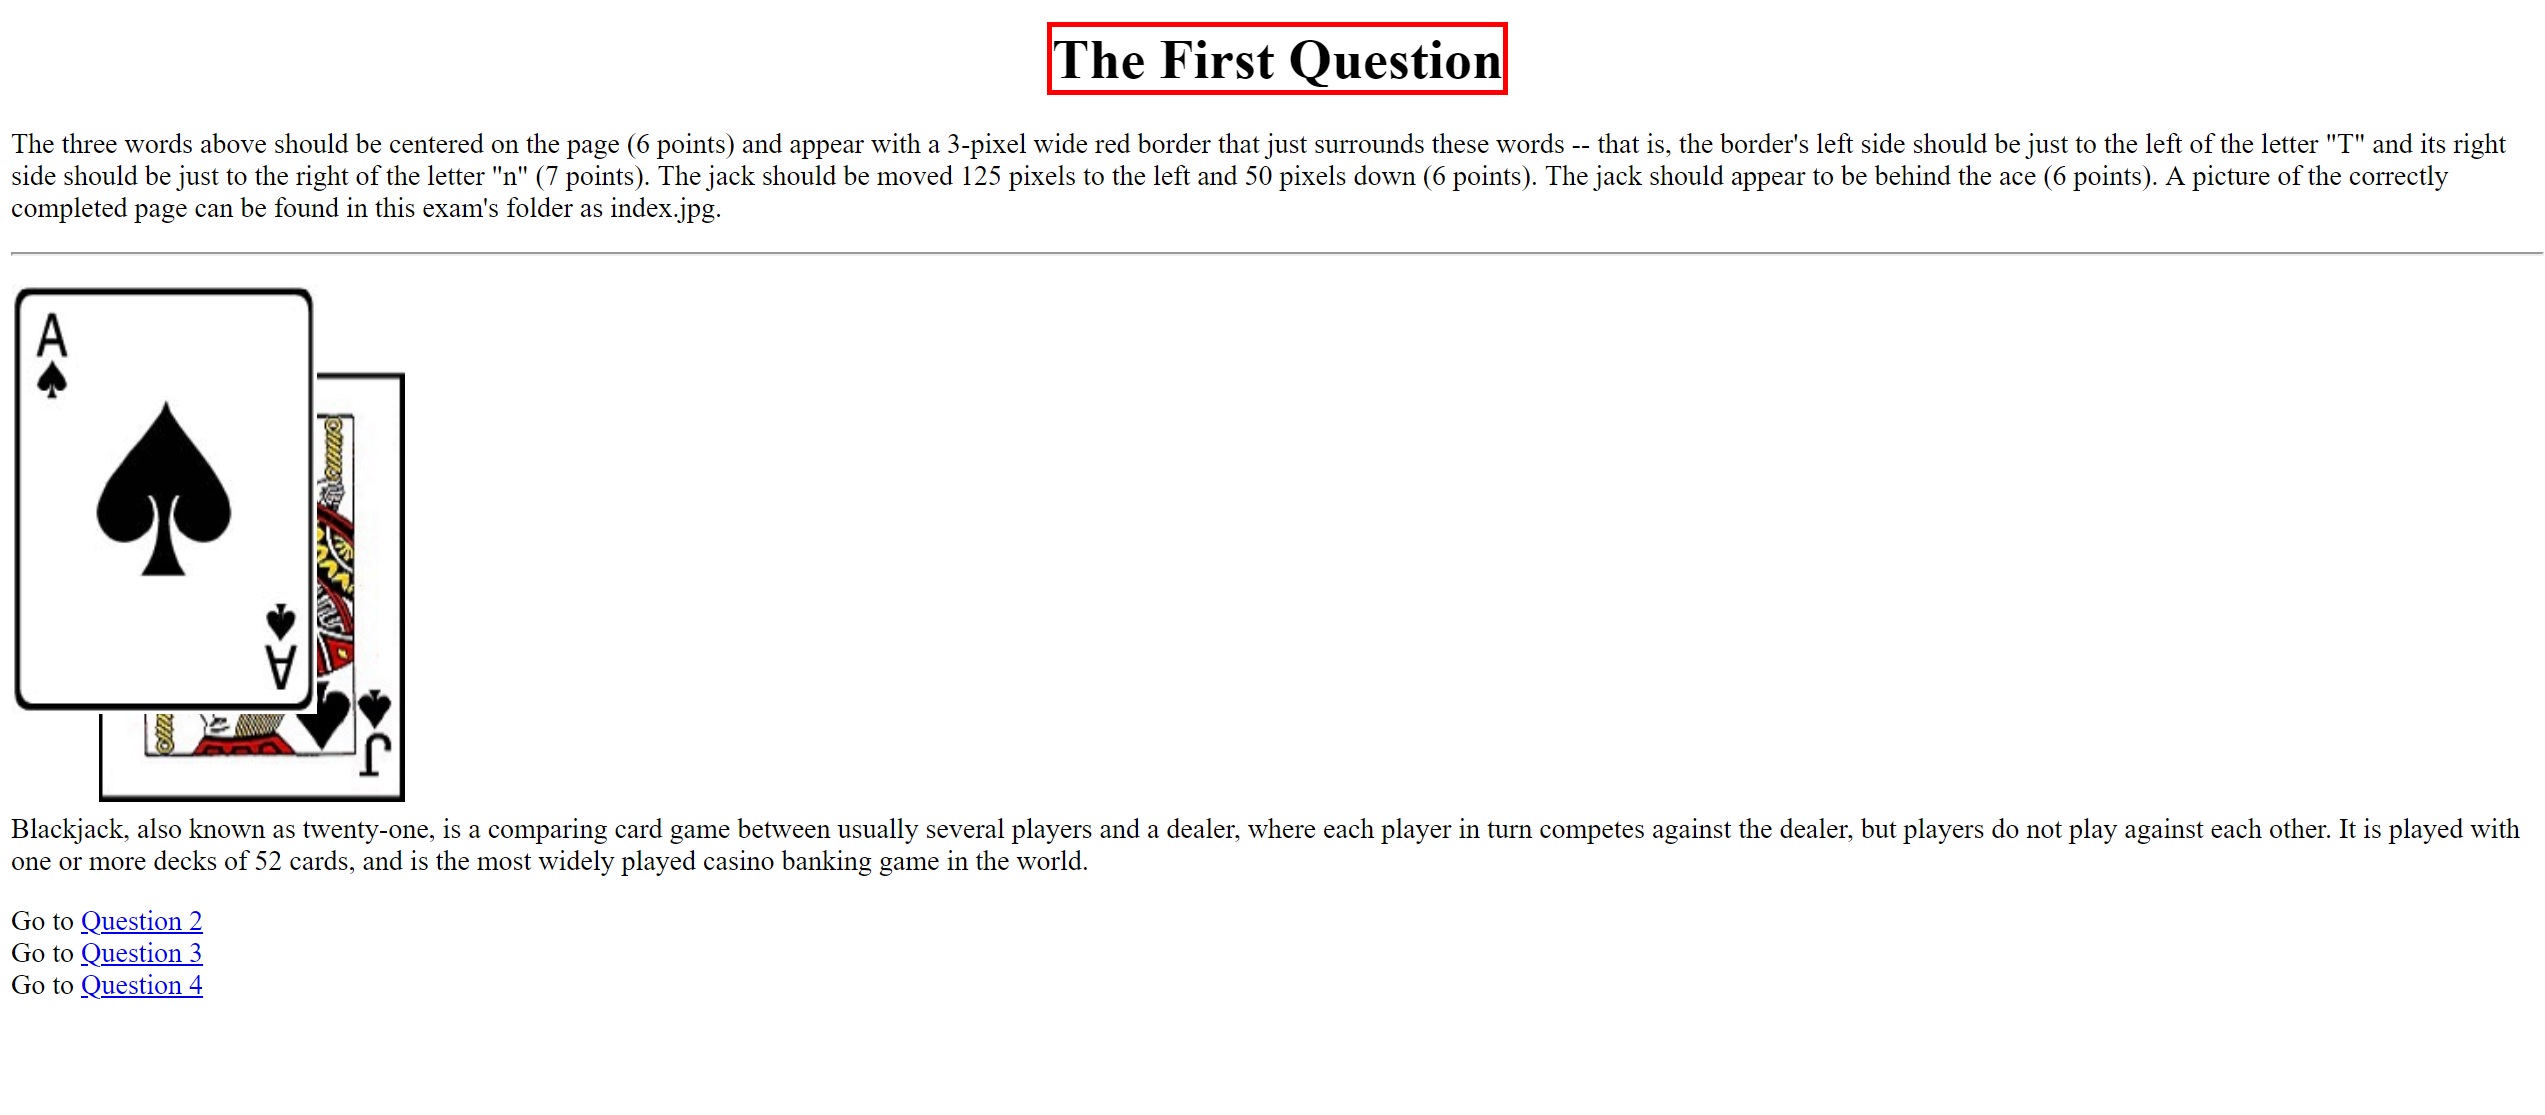 The First Question
The three words above should be centered on the page (6 points) and appear with a 3-pixel wide red border that just surrounds these words -- that is, the border's left side should be just to the left of the letter "T" and its right
side should be just to the right of the letter "n" (7 points). The jack should be moved 125 pixels to the left and 50 pixels down (6 points). The jack should appear to be behind the ace (6 points). A picture of the correctly
completed page can be found in this exam's folder as index.jpg.
A
A
J
Blackjack, also known as twenty-one, is a comparing card game between usually several players and a dealer, where each player in turn competes against the dealer, but players do not play against each other. It is played with
one or more decks of 52 cards, and is the most widely played casino banking game in the world.
Go to Question 2
Go to Question 3
Go to Question 4